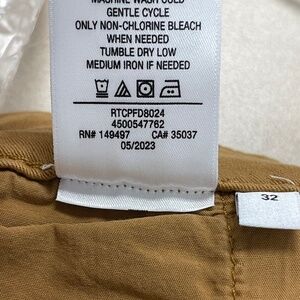 MACHINE WASH COLD
GENTLE CYCLE
ONLY NON-CHLORINE BLEACH
WHEN NEEDED
TUMBLE DRY LOW
MEDIUM IRON IF NEEDED
RTCPFD8024
4500547762
RN# 149497 CA# 35037
05/2023
32